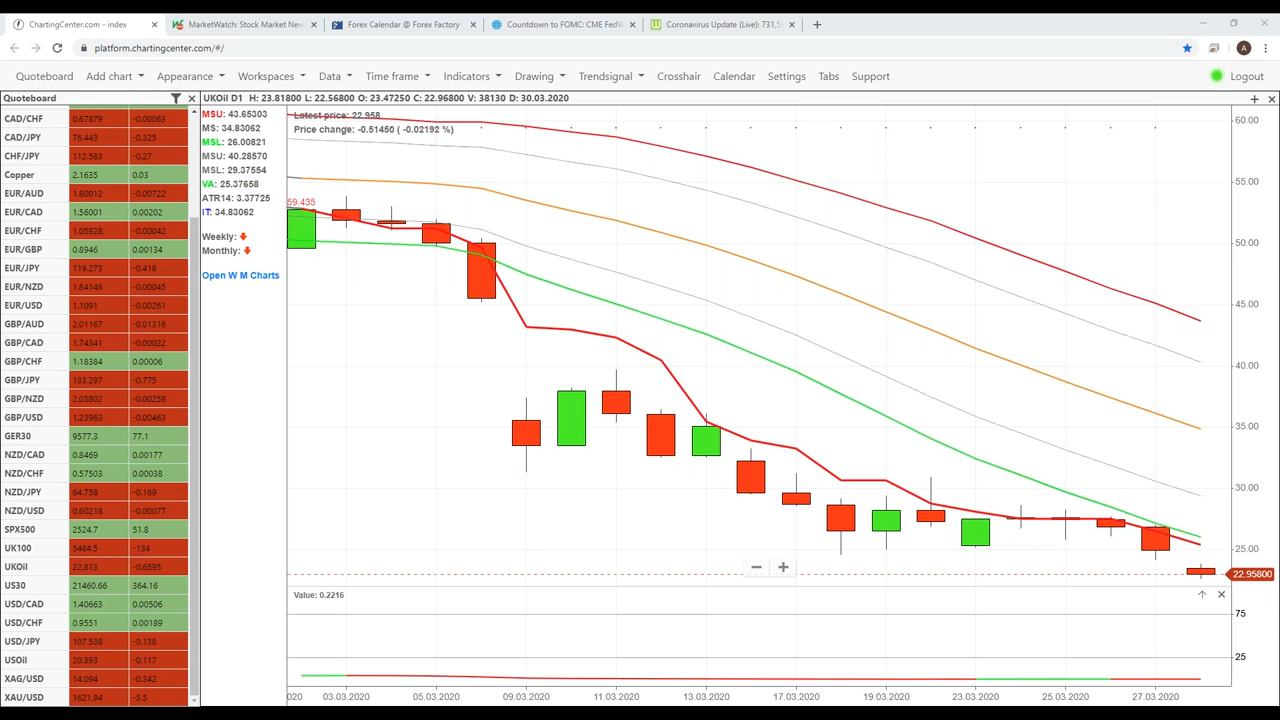 ChartingCenter.com - index
MarketWatch: Stock Market New
Forex Calendar @ Forex Factory
Countdown to FOMC: CME FedW
Coronavirus Update (Live): 731,5
platform.chartingcenter.com/#/
A
Quoteboard Add chart Appearance Workspaces Data Time frame Indicators Drawing Trendsignal Crosshair Calendar Settings Tabs Support Logout
Quoteboard
CAD/CHF 0.67879 -0.00063
CAD/JPY 76.443 -0.325
CHF/JPY 112.583 -0.27
Copper 2.1635 0.03
EUR/AUD 1.80012 -0.00722
EUR/CAD 1.56001 0.00202
EUR/CHF 1.05928 -0.00042
EUR/GBP 0.8946 0.00134
EUR/JPY 119.273 -0.418
EUR/NZD 1.84146 -0.00045
EUR/USD 1.1091 -0.00261
GBP/AUD 2.01167 -0.01316
GBP/CAD 1.74341 -0.00022
GBP/CHF 1.18384 0.00006
GBP/JPY 133.297 -0.775
GBP/NZD 2.05802 -0.00258
GBP/USD 1.23963 -0.00463
GER30 9577.3 77.1
NZD/CAD 0.8469 0.00177
NZD/CHF 0.57503 0.00038
NZD/JPY 64.758 -0.169
NZD/USD 0.60218 -0.00077
SPX500 2524.7 51.8
UK100 5484.5 -134
UKOil 22.813 -0.6595
US30 21460.66 364.16
USD/CAD 1.40663 0.00506
USD/CHF 0.9551 0.00189
USD/JPY 107.538 -0.138
USOil 20.393 -0.117
XAG/USD 14.094 -0.342
XAU/USD 1621.94 -5.5
UKOil D1 H: 23.81800 L: 22.56800 O: 23.47250 C: 22.96800 V: 38130 D: 30.03.2020
MSU: 43.65303
MS: 34.83062
MSL: 26.00821
MSU: 40.28570
MSL: 29.37554
VA: 25.37658
ATR14: 3.37725
IT: 34.83062
Weekly:
Monthly:
Open W M Charts
Latest price: 22.958
Price change: -0.51450 ( -0.02192 %)
59.435
60.00
55.00
50.00
45.00
40.00
35.00
30.00
25.00
22.95800
Value: 0.2216
75
25
020 03.03.2020 05.03.2020 09.03.2020 11.03.2020 13.03.2020 17.03.2020 19.03.2020 23.03.2020 25.03.2020 27.03.2020